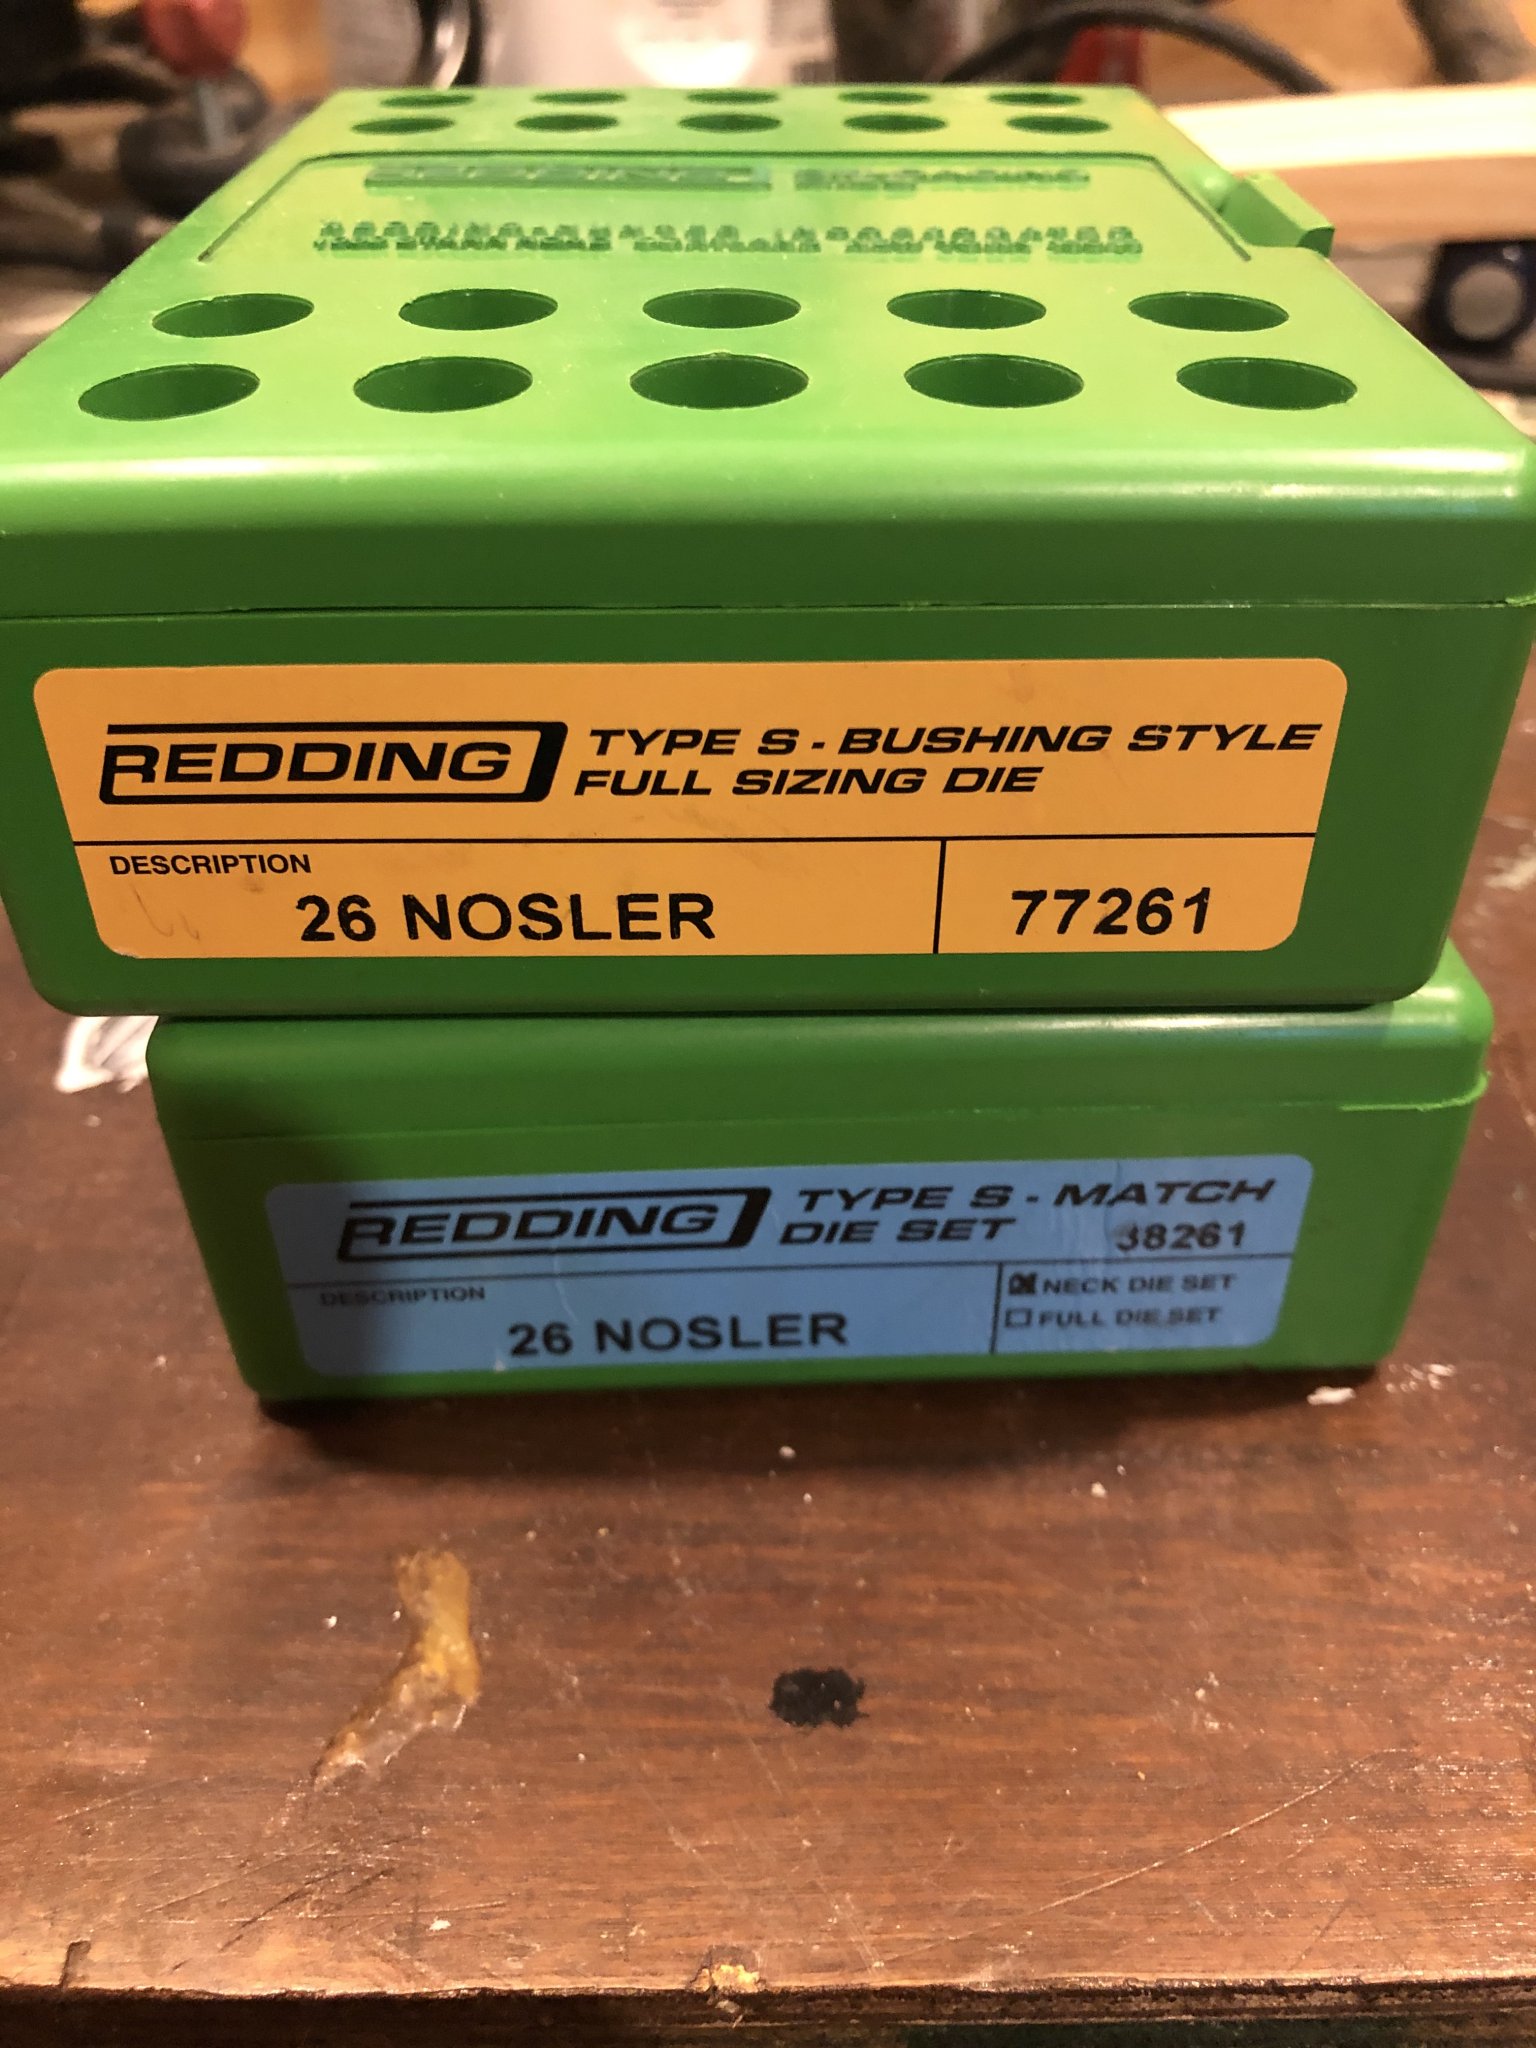 REDDING
TYPE S - BUSHING STYLE
FULL SIZING DIE
DESCRIPTION
26 NOSLER
77261
REDDING
TYPE S - MATCH
DIE SET
38261
DESCRIPTION
26 NOSLER
NECK DIE SET
FULL DIE SET